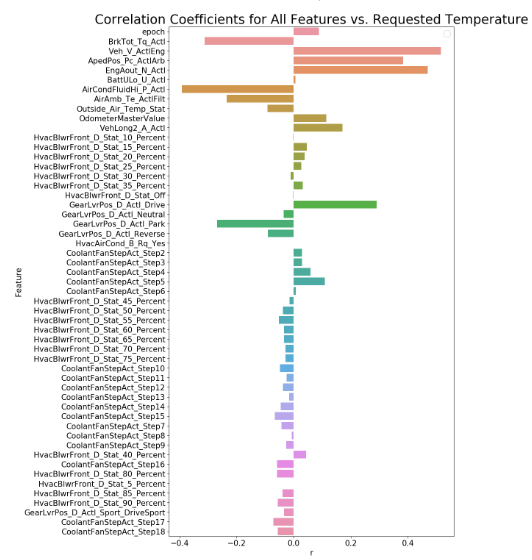 Correlation Coefficients for All Features vs. Requested Temperature
epoch
BrkTot_Tq_Actl
Veh_V_ActlEng
ApedPos_Pc_ActlArb
EngAout_N_Actl
BattULo_U_Actl
AirCondFluidHi_P_Actl
AirAmb_Te_ActlFilt
Outside_Air_Temp_Stat
OdometerMasterValue
VehLong2_A_Actl
HvacBlwrFront_D_Stat_10_Percent
HvacBlwrFront_D_Stat_15_Percent
HvacBlwrFront_D_Stat_20_Percent
HvacBlwrFront_D_Stat_25_Percent
HvacBlwrFront_D_Stat_30_Percent
HvacBlwrFront_D_Stat_35_Percent
HvacBlwrFront_D_Stat_Off
GearLvrPos_D_Actl_Drive
GearLvrPos_D_Actl_Neutral
GearLvrPos_D_Actl_Park
GearLvrPos_D_Actl_Reverse
HvacAirCond_B_Rq_Yes
CoolantFanStepAct_Step2
CoolantFanStepAct_Step3
CoolantFanStepAct_Step4
CoolantFanStepAct_Step5
CoolantFanStepAct_Step6
HvacBlwrFront_D_Stat_45_Percent
HvacBlwrFront_D_Stat_50_Percent
HvacBlwrFront_D_Stat_55_Percent
HvacBlwrFront_D_Stat_60_Percent
HvacBlwrFront_D_Stat_65_Percent
HvacBlwrFront_D_Stat_70_Percent
HvacBlwrFront_D_Stat_75_Percent
CoolantFanStepAct_Step10
CoolantFanStepAct_Step11
CoolantFanStepAct_Step12
CoolantFanStepAct_Step13
CoolantFanStepAct_Step14
CoolantFanStepAct_Step15
CoolantFanStepAct_Step7
CoolantFanStepAct_Step8
CoolantFanStepAct_Step9
HvacBlwrFront_D_Stat_40_Percent
CoolantFanStepAct_Step16
HvacBlwrFront_D_Stat_80_Percent
HvacBlwrFront_D_Stat_5_Percent
HvacBlwrFront_D_Stat_85_Percent
HvacBlwrFront_D_Stat_90_Percent
GearLvrPos_D_Actl_Sport_DriveSport
CoolantFanStepAct_Step17
CoolantFanStepAct_Step18
Feature
−0.4 −0.2 0.0 0.2 0.4
r